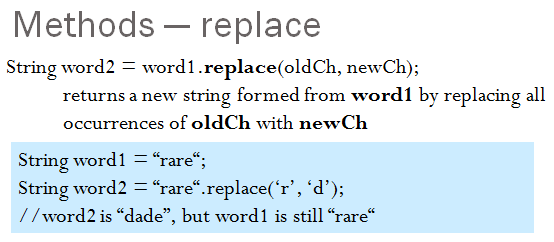 Methods — replace
String word2 = word1.replace(oldCh, newCh);
returns a new string formed from word1 by replacing all
occurrences of oldCh with newCh
String word1 = “rare“;
String word2 = “rare“.replace(‘r’, ‘d’);
//word2 is “dade”, but word1 is still “rare“